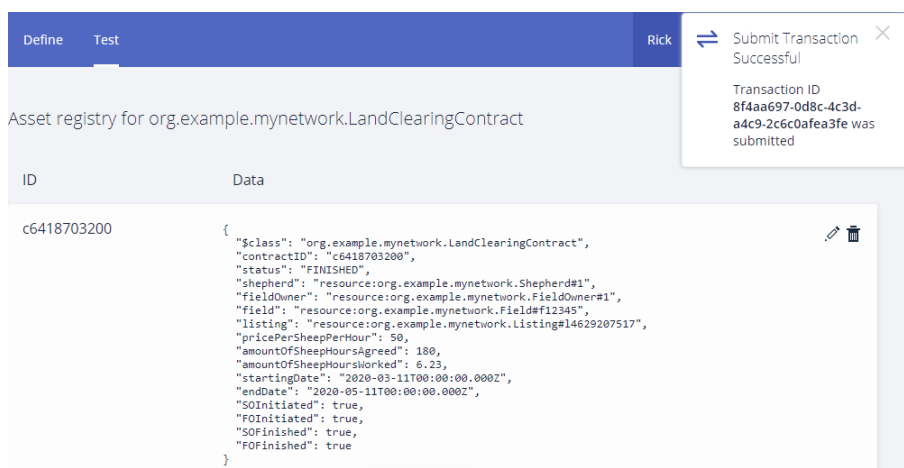 Define Test Rick
Submit Transaction
Successful
Transaction ID
8f4aa697-0d8c-4c3d-
a4c9-2c6c0afea3fe was
submitted
Asset registry for org.example.mynetwork.LandClearingContract
ID Data
c6418703200
{
"$class": "org.example.mynetwork.LandClearingContract",
"contractID": "c6418703200",
"status": "FINISHED",
"shepherd": "resource:org.example.mynetwork.Shepherd#1",
"fieldOwner": "resource:org.example.mynetwork.FieldOwner#1",
"field": "resource:org.example.mynetwork.Field#f12345",
"listing": "resource:org.example.mynetwork.Listing#l4629207517",
"pricePerSheepPerHour": 50,
"amountOfSheepHoursAgreed": 180,
"amountOfSheepHoursWorked": 6.23,
"startingDate": "2020-03-11T00:00:00.000Z",
"endDate": "2020-05-11T00:00:00.000Z",
"SOInitiated": true,
"FOInitiated": true,
"SOFinished": true,
"FOFinished": true
}